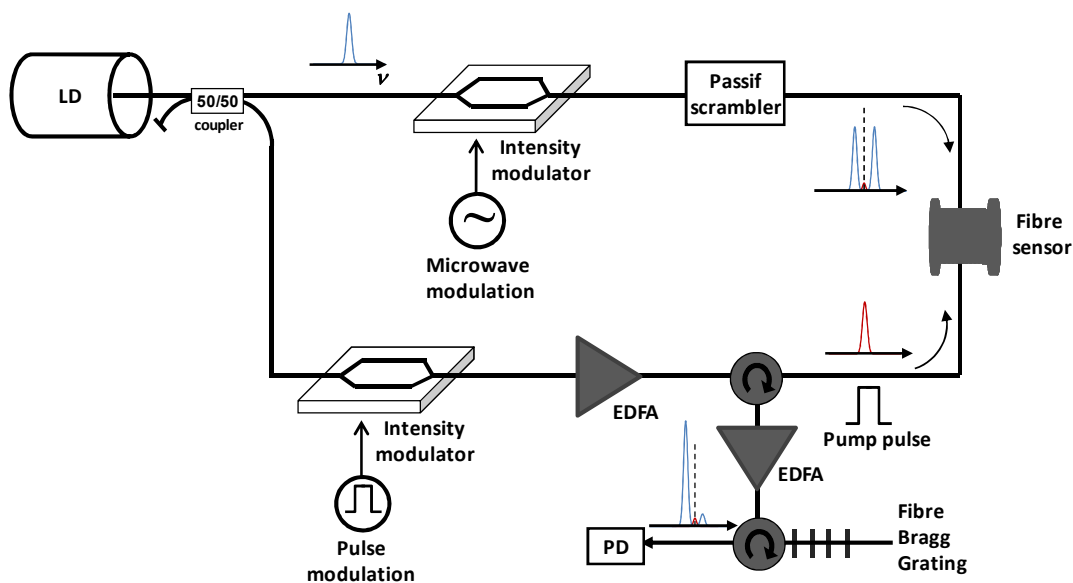 LD
50/50
coupler
ν
Intensity
modulator
Microwave
modulation
Passif
scrambler
Fibre
sensor
Intensity
modulator
Pulse
modulation
EDFA
Pump pulse
EDFA
PD
Fibre
Bragg
Grating